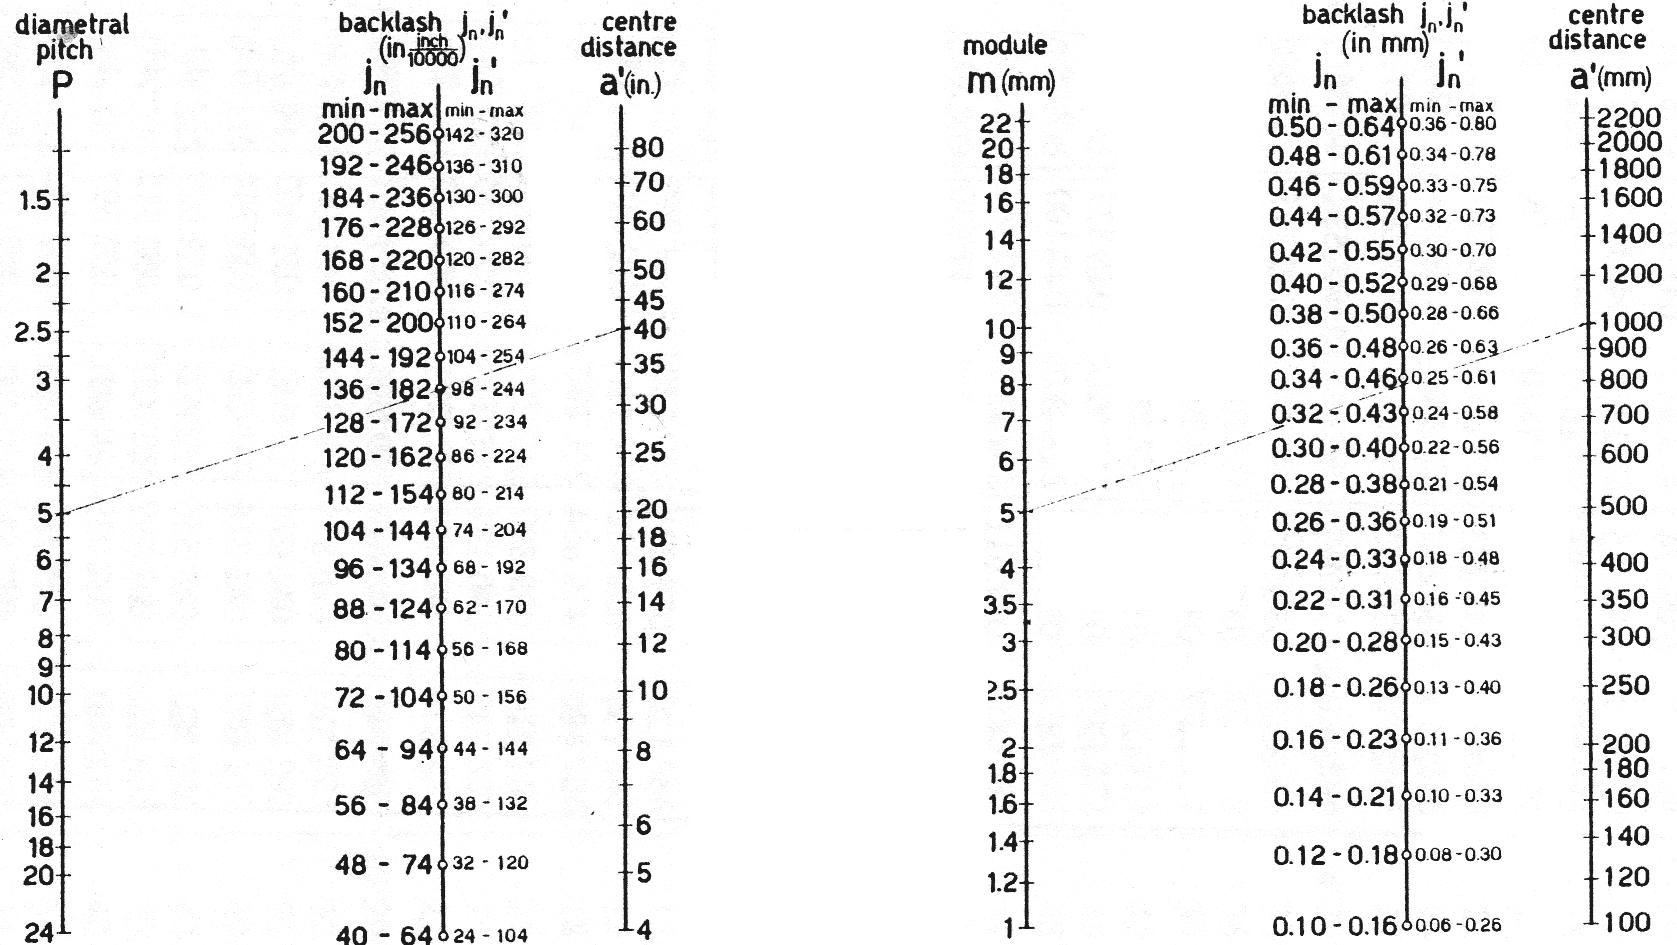 diametral
pitch
P
backlash jn, jn'
(in inch/10000)
jn jn'
centre
distance
a'(in.)
min - max min - max
200 - 256 142 - 320
192 - 246 136 - 310
184 - 236 130 - 300
176 - 228 126 - 292
168 - 220 120 - 282
160 - 210 116 - 274
152 - 200 110 - 264
144 - 192 104 - 254
136 - 182 98 - 244
128 - 172 92 - 234
120 - 162 86 - 224
112 - 154 80 - 214
104 - 144 74 - 204
96 - 134 68 - 192
88 - 124 62 - 170
80 - 114 56 - 168
72 - 104 50 - 156
64 - 94 44 - 144
56 - 84 38 - 132
48 - 74 32 - 120
40 - 64 24 - 104
1.5
2
2.5
3
4
5
6
7
8
9
10
12
14
16
18
20
24
80
70
60
50
45
40
35
30
25
20
18
16
14
12
10
8
6
5
4
module
m (mm)
backlash jn, jn'
(in mm)
jn jn'
centre
distance
a'(mm)
min - max min - max
0.50 - 0.64 0.36 - 0.80
0.48 - 0.61 0.34 - 0.78
0.46 - 0.59 0.33 - 0.75
0.44 - 0.57 0.32 - 0.73
0.42 - 0.55 0.30 - 0.70
0.40 - 0.52 0.29 - 0.68
0.38 - 0.50 0.28 - 0.66
0.36 - 0.48 0.26 - 0.63
0.34 - 0.46 0.25 - 0.61
0.32 - 0.43 0.24 - 0.58
0.30 - 0.40 0.22 - 0.56
0.28 - 0.38 0.21 - 0.54
0.26 - 0.36 0.19 - 0.51
0.24 - 0.33 0.18 - 0.48
0.22 - 0.31 0.16 - 0.45
0.20 - 0.28 0.15 - 0.43
0.18 - 0.26 0.13 - 0.40
0.16 - 0.23 0.11 - 0.36
0.14 - 0.21 0.10 - 0.33
0.12 - 0.18 0.08 - 0.30
0.10 - 0.16 0.06 - 0.26
22
20
18
16
14
12
10
9
8
7
6
5
4
3.5
3
2.5
2
1.8
1.6
1.4
1.2
1
2200
2000
1800
1600
1400
1200
1000
900
800
700
600
500
400
350
300
250
200
180
160
140
120
100